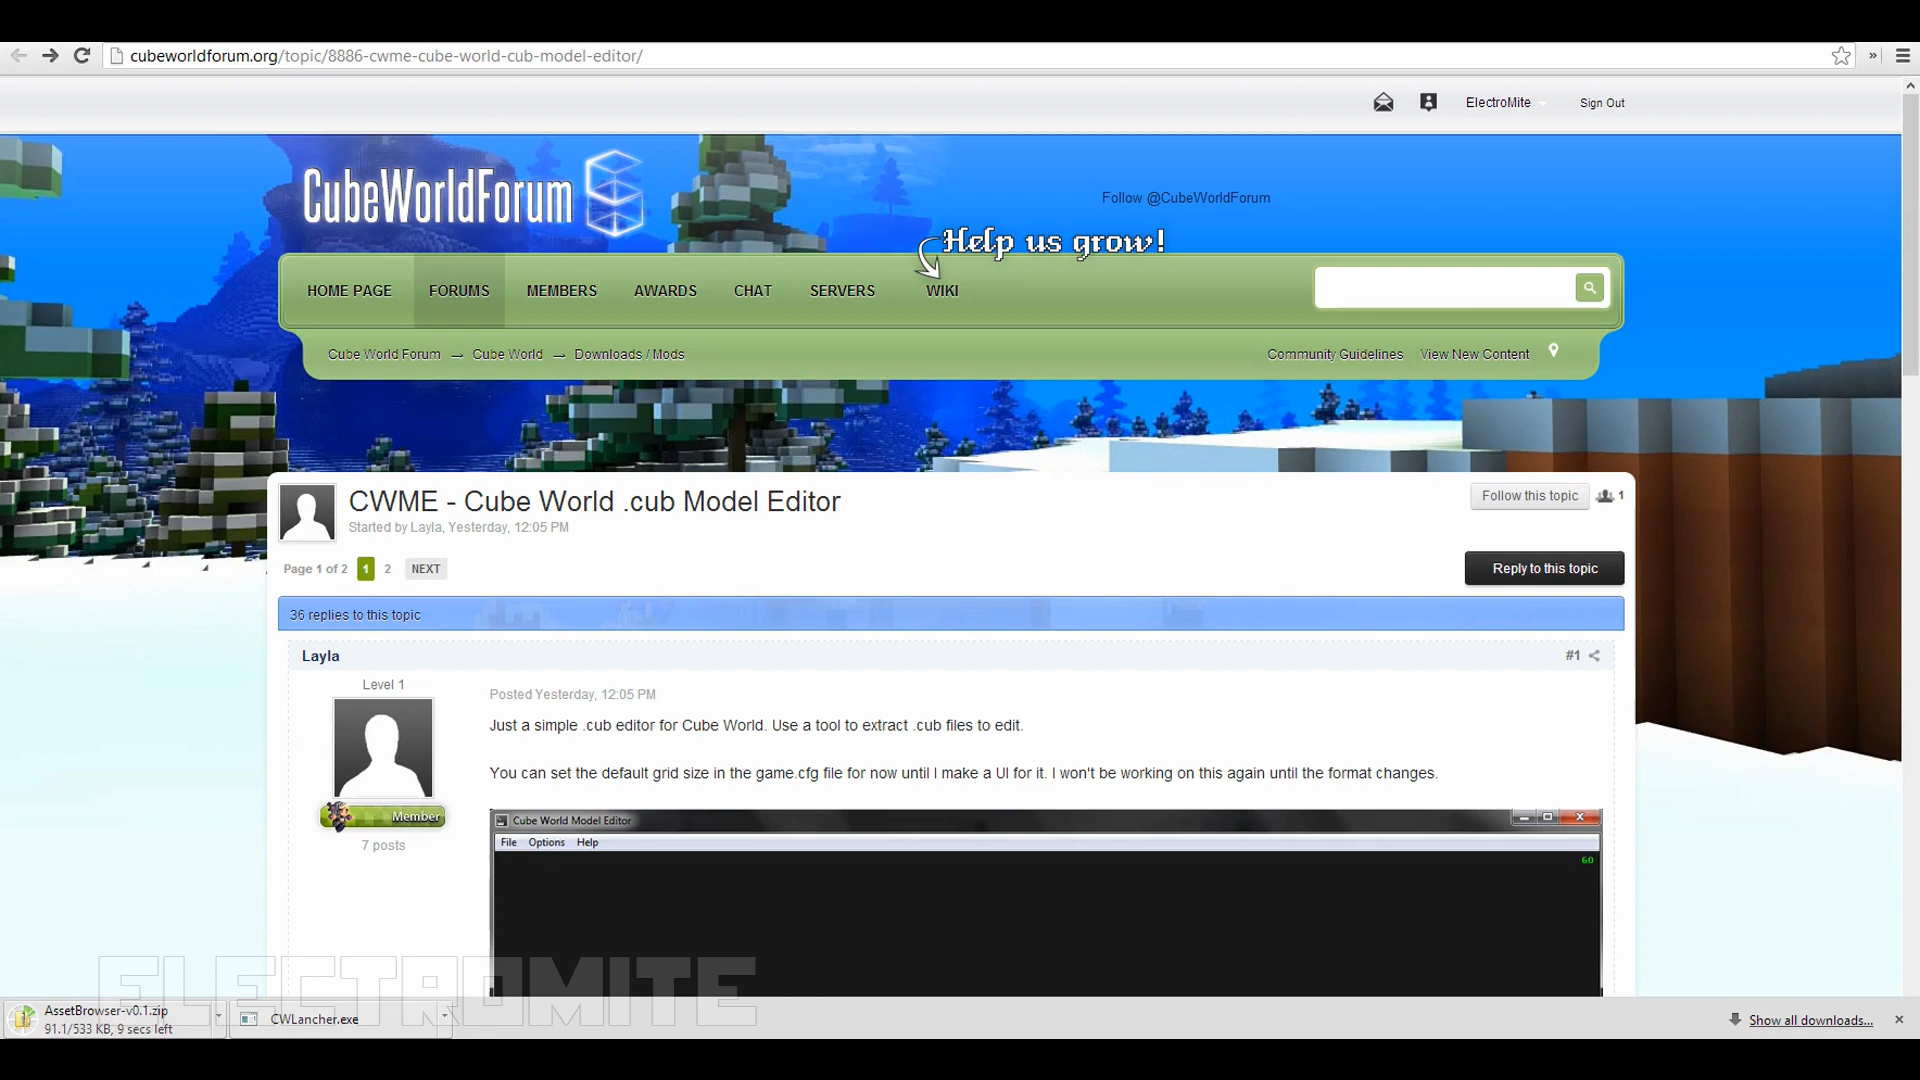 cubeworldforum.org/topic/8886-cwme-cube-world-cub-model-editor/
»
ElectroMite
Sign Out
CubeWorldForum
Follow @CubeWorldForum
Help us grow!
HOME PAGE FORUMS MEMBERS AWARDS CHAT SERVERS WIKI
Cube World Forum → Cube World → Downloads / Mods
Community Guidelines View New Content
CWME - Cube World .cub Model Editor
Started by Layla, Yesterday, 12:05 PM
Follow this topic 1
Page 1 of 2 1 2 NEXT
Reply to this topic
36 replies to this topic
Layla
#1
Level 1
Posted Yesterday, 12:05 PM
Just a simple .cub editor for Cube World. Use a tool to extract .cub files to edit.
You can set the default grid size in the game.cfg file for now until I make a UI for it. I won't be working on this again until the format changes.
Member
7 posts
Cube World Model Editor
File Options Help
60
ELECTROMITE
AssetBrowser-v0.1.zip
91.1/533 KB, 9 secs left
CWLancher.exe
Show all downloads...